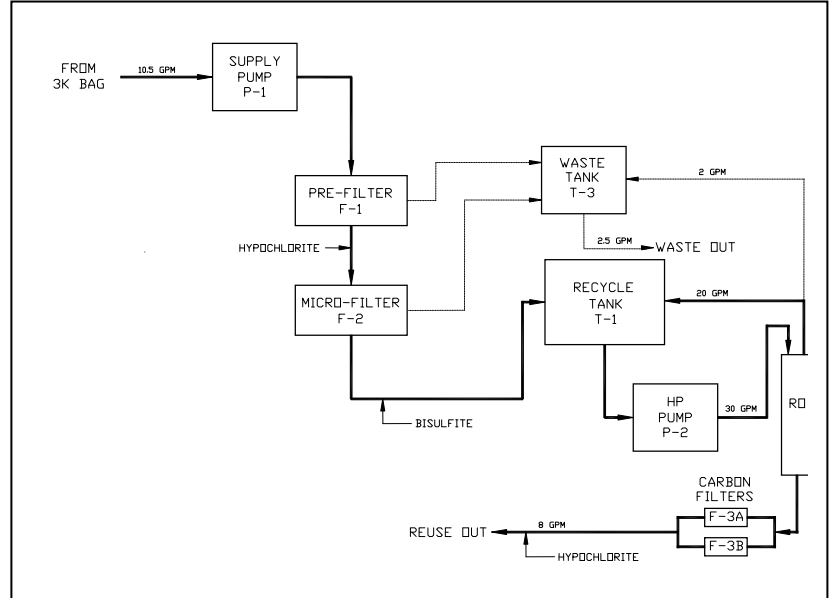 FROM
3K BAG
10.5 GPM
SUPPLY
PUMP
P-1
PRE-FILTER
F-1
HYPOCHLORITE
MICRO-FILTER
F-2
WASTE
TANK
T-3
2 GPM
2.5 GPM
WASTE OUT
RECYCLE
TANK
T-1
20 GPM
BISULFITE
HP
PUMP
P-2
30 GPM
RO
CARBON
FILTERS
F-3A
F-3B
8 GPM
REUSE OUT
HYPOCHLORITE